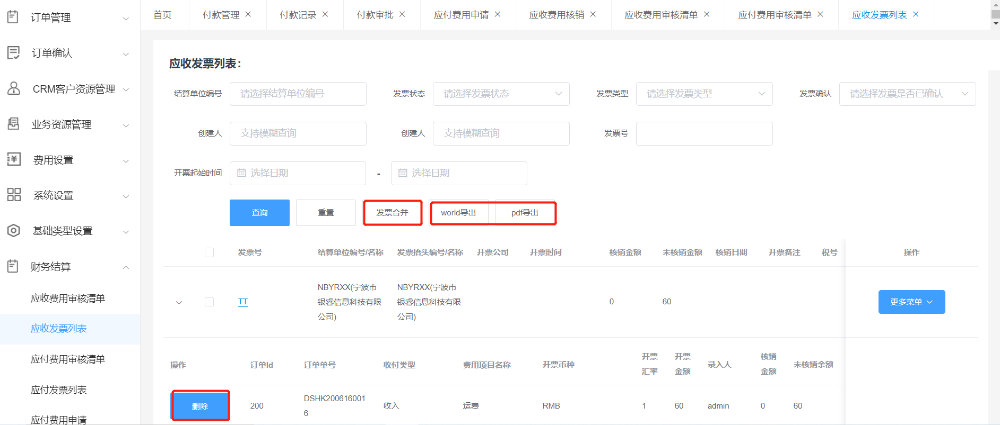 订单管理
订单确认
CRM客户资源管理
业务资源管理
费用设置
系统设置
基础类型设置
财务结算
应收费用审核清单
应收发票列表
应付费用审核清单
应付发票列表
应付费用申请
首页 付款管理 付款记录 付款审批 应付费用申请 应收费用核销 应收费用审核清单 应付费用审核清单 应收发票列表
应收发票列表:
结算单位编号 请选择结算单位编号 发票状态 请选择发票状态 发票类型 请选择发票类型 发票确认 请选择发票是否已确认
创建人 支持模糊查询 创建人 支持模糊查询 发票号
开票起始时间 选择日期 - 选择日期
查询 重置 发票合并 world导出 pdf导出
发票号 结算单位编号/名称 发票抬头编号/名称 开票公司 开票时间 核销金额 未核销金额 核销日期 开票备注 税号 操作
NBYRXX(宁波市 NBYRXX(宁波市
TT 银睿信息科技有限 银睿信息科技有限 0 60 更多菜单
公司) 公司)
开票 开票 核销
操作 订单Id 订单单号 收付类型 费用项目名称 开票币种 录入人 未核销余额
汇率 金额 金额
DSHK200616001
删除 200 收入 运费 RMB 1 60 admin 0 60
6